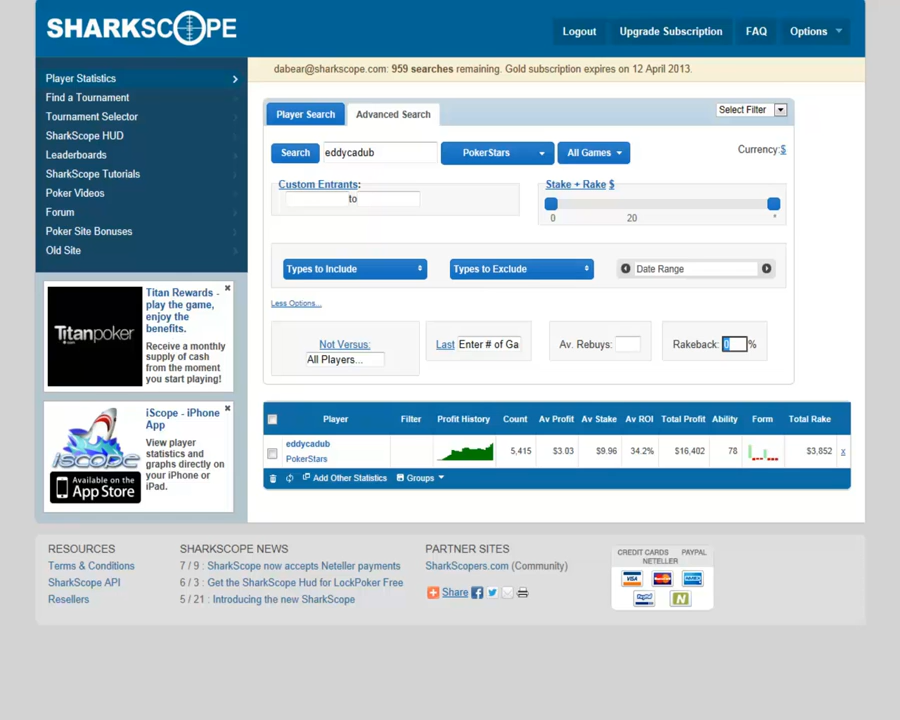 SHARKSCOPE
Logout Upgrade Subscription FAQ Options
dabear@sharkscope.com: 959 searches remaining. Gold subscription expires on 12 April 2013.
Player Statistics
Find a Tournament
Tournament Selector
SharkScope HUD
Leaderboards
SharkScope Tutorials
Poker Videos
Forum
Poker Site Bonuses
Old Site
Player Search Advanced Search Select Filter
Search eddycadub PokerStars All Games Currency:$
Custom Entrants:
to
Stake + Rake $
0 20 *
Types to Include Types to Exclude Date Range
Less Options...
Not Versus:
All Players...
Last Enter # of Ga
Av. Rebuys:
Rakeback: 0 %
Player Filter Profit History Count Av Profit Av Stake Av ROI Total Profit Ability Form Total Rake
eddycadub
PokerStars
5,415 $3.03 $9.96 34.2% $16,402 78 $3,852 x
Add Other Statistics Groups
Titan Rewards -
play the game,
enjoy the
benefits.
Receive a monthly
supply of cash
from the moment
you start playing!
Titanpoker
iScope - iPhone
App
View player
statistics and
graphs directly on
your iPhone or
iPad.
iscope
Available on the
App Store
RESOURCES
Terms & Conditions
SharkScope API
Resellers
SHARKSCOPE NEWS
7 / 9 : SharkScope now accepts Neteller payments
6 / 3 : Get the SharkScope Hud for LockPoker Free
5 / 21 : Introducing the new SharkScope
PARTNER SITES
SharkScopers.com (Community)
Share
CREDIT CARDS PAYPAL
NETELLER
VISA
PayPal
N